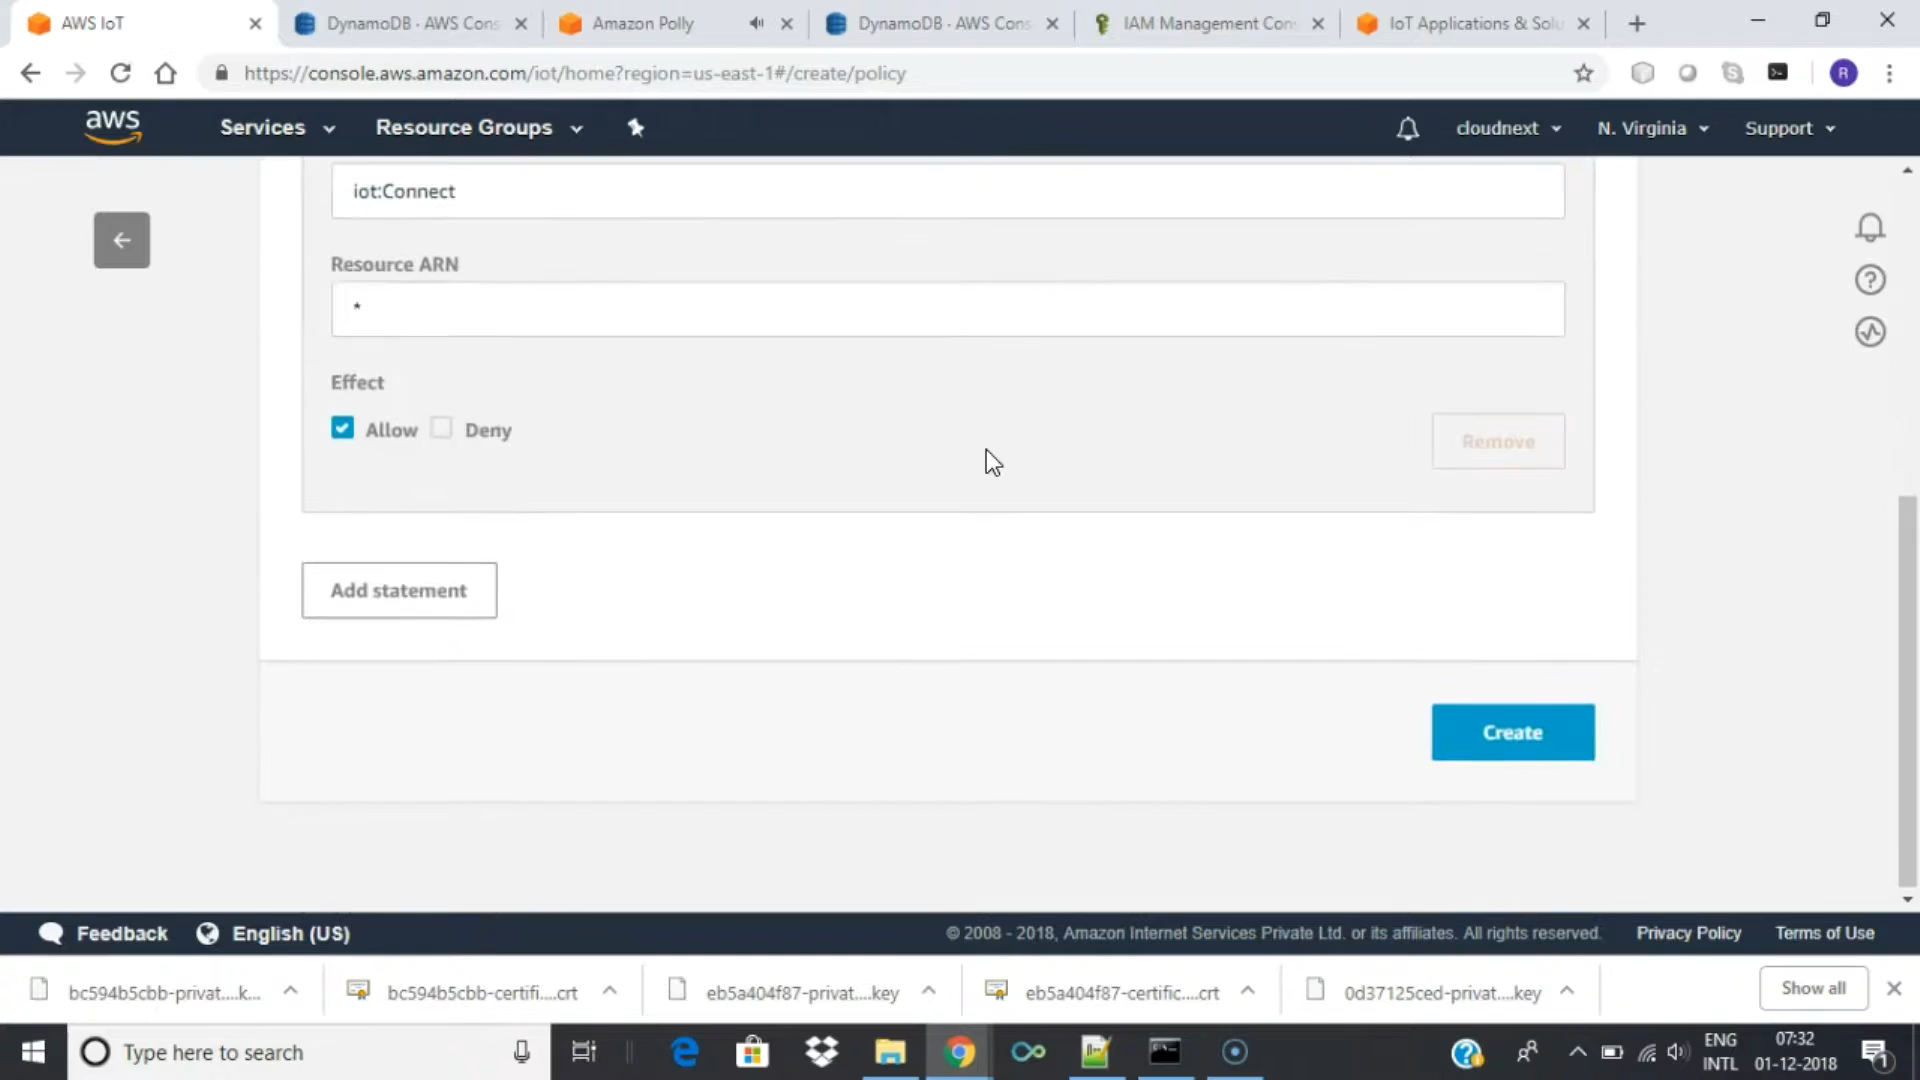 AWS IoT
DynamoDB · AWS Cons
Amazon Polly
DynamoDB · AWS Cons
IAM Management Con
IoT Applications & Solu
https://console.aws.amazon.com/iot/home?region=us-east-1#/create/policy
R
aws
Services
Resource Groups
cloudnext
N. Virginia
Support
iot:Connect
Resource ARN
*
Effect
Allow
Deny
Remove
Add statement
Create
Feedback
English (US)
© 2008 - 2018, Amazon Internet Services Private Ltd. or its affiliates. All rights reserved.
Privacy Policy
Terms of Use
bc594b5cbb-privat....k...
bc594b5cbb-certifi....crt
eb5a404f87-privat....key
eb5a404f87-certific....crt
0d37125ced-privat....key
Show all
Type here to search
ENG
INTL
07:32
01-12-2018
1